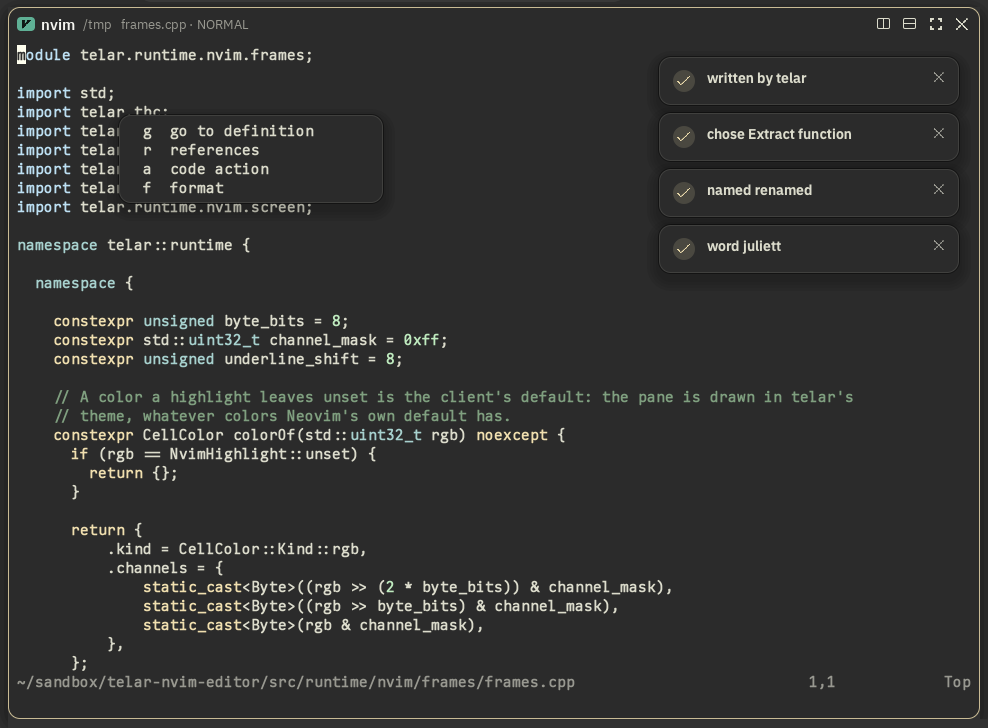 nvim /tmp frames.cpp · NORMAL
module telar.runtime.nvim.frames;
import std;
import telar.tbc;
import tela
import tela
import tela
import tela
import telar.runtime.nvim.screen;
g go to definition
r references
a code action
f format
written by telar
chose Extract function
named renamed
word juliett
namespace telar::runtime {
namespace {
constexpr unsigned byte_bits = 8;
constexpr std::uint32_t channel_mask = 0xff;
constexpr unsigned underline_shift = 8;
// A color a highlight leaves unset is the client's default: the pane is drawn in telar's
// theme, whatever colors Neovim's own default has.
constexpr CellColor colorOf(std::uint32_t rgb) noexcept {
if (rgb == NvimHighlight::unset) {
return {};
}
return {
.kind = CellColor::Kind::rgb,
.channels = {
static_cast<Byte>((rgb >> (2 * byte_bits)) & channel_mask),
static_cast<Byte>((rgb >> byte_bits) & channel_mask),
static_cast<Byte>(rgb & channel_mask),
},
};
~/sandbox/telar-nvim-editor/src/runtime/nvim/frames/frames.cpp 1,1 Top